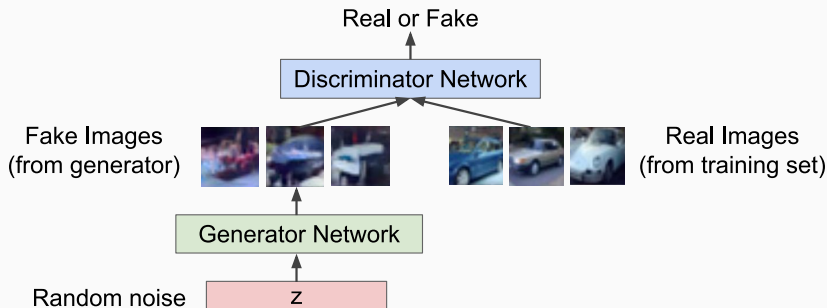 Real or Fake
Discriminator Network
Fake Images
(from generator)
Real Images
(from training set)
Generator Network
Random noise
z